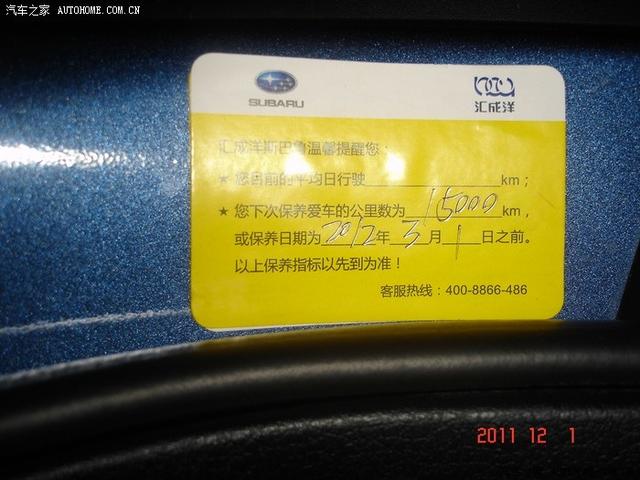 汽车之家 AUTOHOME.COM.CN
SUBARU
汇成洋
汇成洋斯巴鲁温馨提醒您：
★ 您目前的平均日行驶 km；
★ 您下次保养爱车的公里数为 15000 km，
或保养日期为 2012 年 3 月 1 日之前。
以上保养指标以先到为准！
客服热线：400-8866-486
2011 12 1